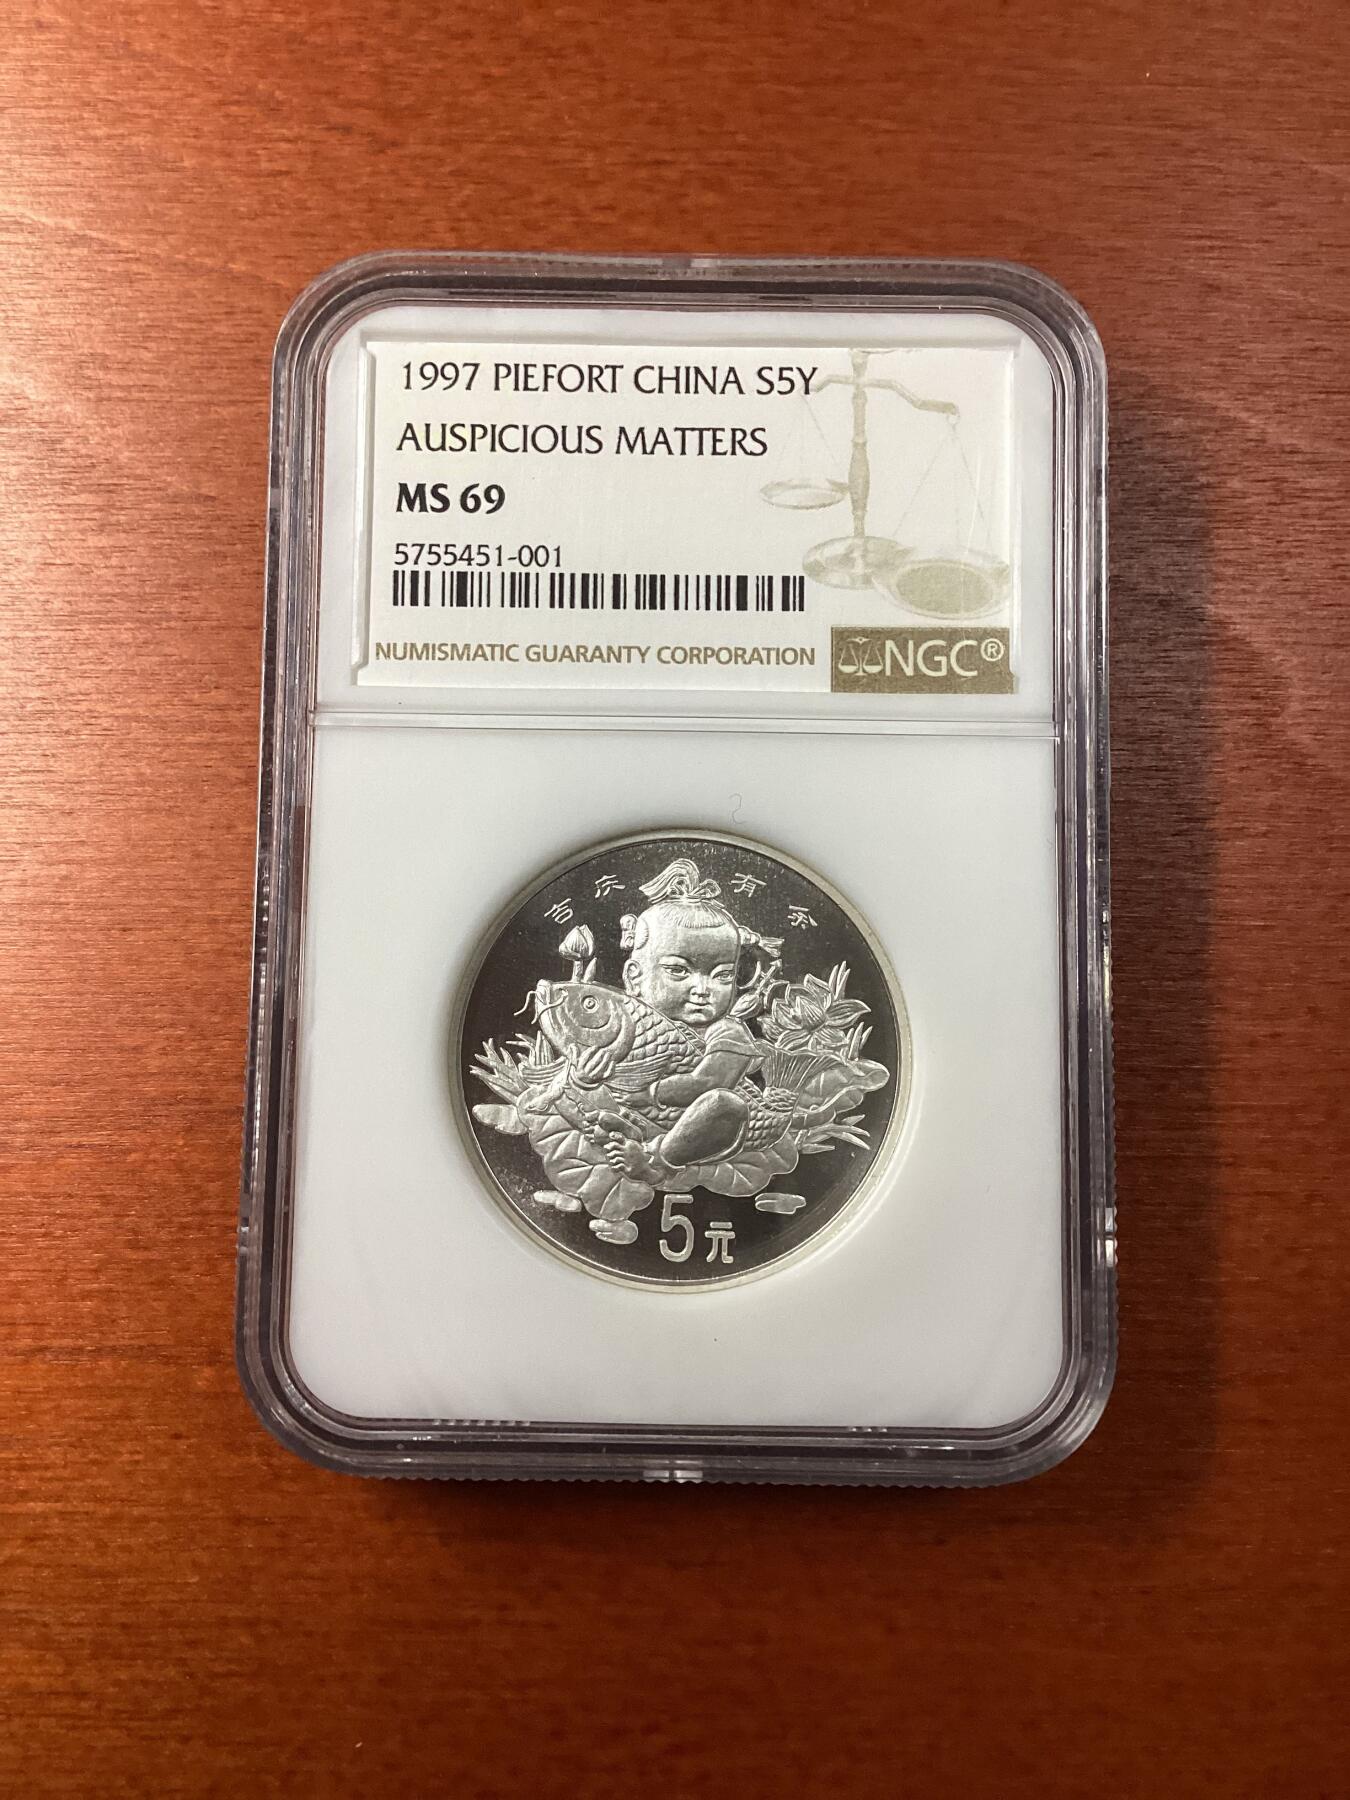 1997 PIEFORT CHINA S5Y
AUSPICIOUS MATTERS
MS 69
5755451-001
NUMISMATIC GUARANTY CORPORATION NGC®
吉庆有余
5元